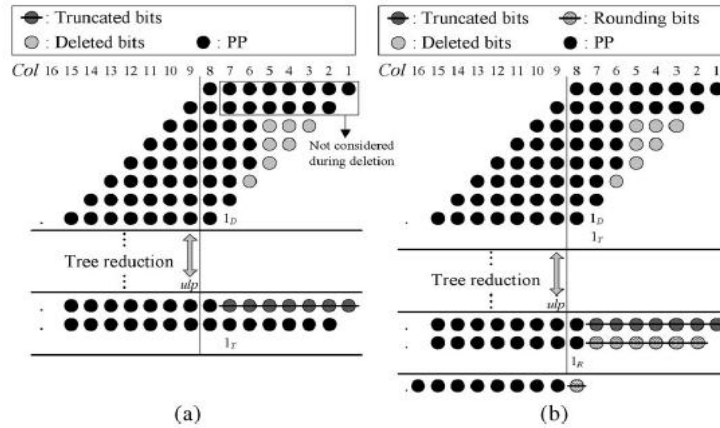 : Truncated bits
: Deleted bits : PP
Col 16 15 14 13 12 11 10 9 8 7 6 5 4 3 2 1
Not considered
during deletion
1D
Tree reduction
ulp
1T
(a)
: Truncated bits : Rounding bits
: Deleted bits : PP
Col 16 15 14 13 12 11 10 9 8 7 6 5 4 3 2 1
1D
1T
Tree reduction
ulp
1R
(b)